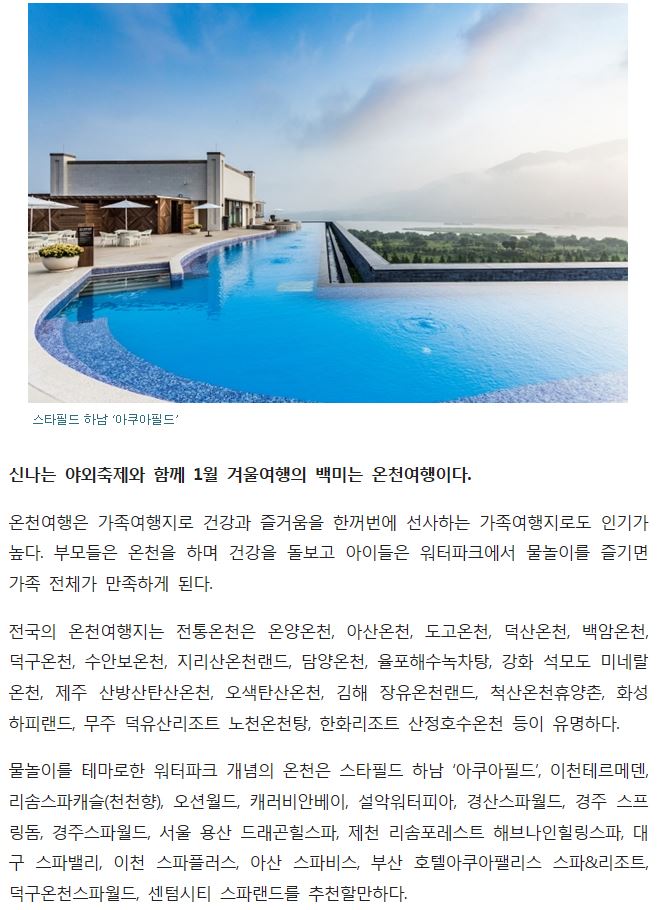 스타필드 하남 ‘아쿠아필드’
신나는 야외축제와 함께 1월 겨울여행의 백미는 온천여행이다.
온천여행은 가족여행지로 건강과 즐거움을 한꺼번에 선사하는 가족여행지로도 인기가
높다. 부모들은 온천을 하며 건강을 돌보고 아이들은 워터파크에서 물놀이를 즐기면
가족 전체가 만족하게 된다.
전국의 온천여행지는 전통온천은 온양온천, 아산온천, 도고온천, 덕산온천, 백암온천,
덕구온천, 수안보온천, 지리산온천랜드, 담양온천, 율포해수녹차탕, 강화 석모도 미네랄
온천, 제주 산방산탄산온천, 오색탄산온천, 김해 장유온천랜드, 척산온천휴양촌, 화성
하피랜드, 무주 덕유산리조트 노천온천탕, 한화리조트 산정호수온천 등이 유명하다.
물놀이를 테마로한 워터파크 개념의 온천은 스타필드 하남 ‘아쿠아필드’, 이천테르메덴,
리솜스파캐슬(천천향), 오션월드, 캐러비안베이, 설악워터피아, 경산스파월드, 경주 스프
링돔, 경주스파월드, 서울 용산 드래곤힐스파, 제천 리솜포레스트 해브나인힐링스파, 대
구 스파밸리, 이천 스파플러스, 아산 스파비스, 부산 호텔아쿠아팰리스 스파&리조트,
덕구온천스파월드, 센텀시티 스파랜드를 추천할만하다.